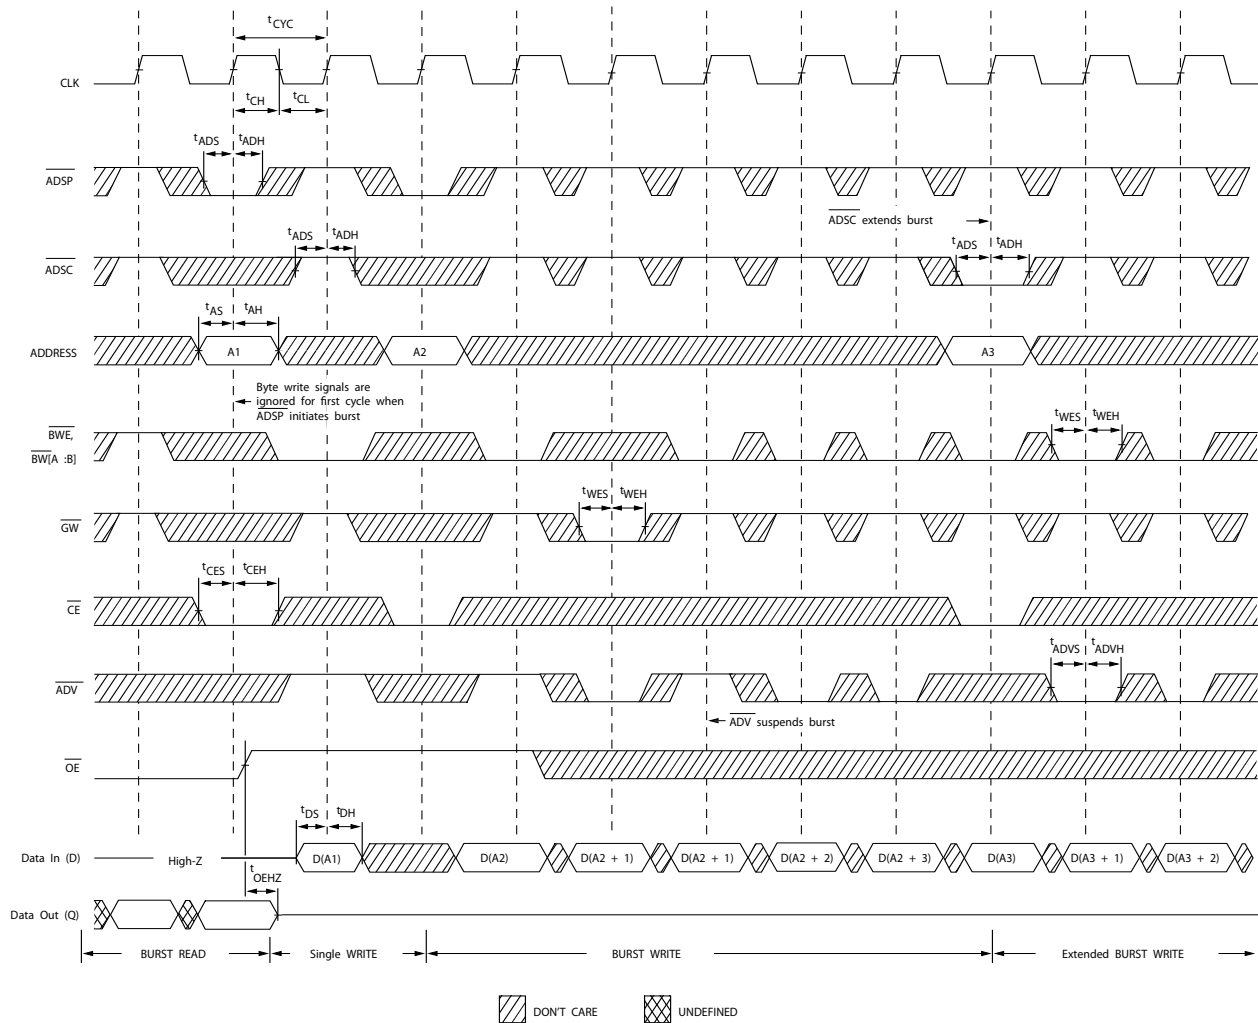 tCYC
CLK
tCH tCL
tADS tADH
ADSP
ADSC extends burst
tADS tADH tADS tADH
ADSC
tAS tAH
ADDRESS A1 A2 A3
Byte write signals are
ignored for first cycle when
ADSP initiates burst
BWE,
BW[A :B]
tWES tWEH
tWES tWEH
GW
tCES tCEH
CE
tADVS tADVH
ADV
ADV suspends burst
OE
tDS tDH
Data In (D) High-Z D(A1) D(A2) D(A2 + 1) D(A2 + 1) D(A2 + 2) D(A2 + 3) D(A3) D(A3 + 1) D(A3 + 2)
tOEHZ
Data Out (Q)
BURST READ Single WRITE BURST WRITE Extended BURST WRITE
DON'T CARE UNDEFINED